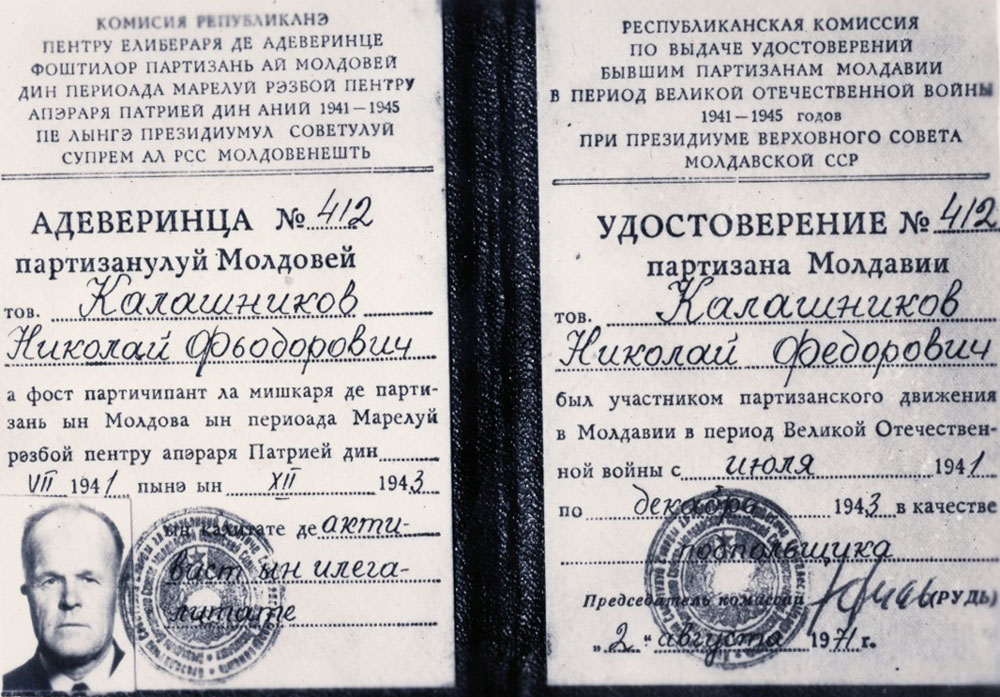 КОМИСИЯ РЕПУБЛИКАНЭ
ПЕНТРУ ЕЛИБЕРАРЯ ДЕ АДЕВЕРИНЦЕ
ФОШТИЛОР ПАРТИЗАНЬ АЙ МОЛДОВЕЙ
ДИН ПЕРИОАДА МАРЕЛУЙ РЭЗБОЙ ПЕНТРУ
АПЭРАРЯ ПАТРИЕЙ ДИН АНИЙ 1941—1945
ПЕ ЛЫНГЭ ПРЕЗИДИУМУЛ СОВЕТУЛУЙ
СУПРЕМ АЛ РСС МОЛДОВЕНЕШТЬ
АДЕВЕРИНЦА № 412
партизанулуй Молдовей
тов. Калашников
Николай Фьодорович
а фост партичипант ла мишкаря де парти-
зань ын Молдова ын периоада Марелуй
рэзбой пентру апэраря Патрией дин
VII 1941 пынэ ын XII 1943
ын калитате де акти-
васт ын илега-
литате
РЕСПУБЛИКАНСКАЯ КОМИССИЯ
ПО ВЫДАЧЕ УДОСТОВЕРЕНИЙ
БЫВШИМ ПАРТИЗАНАМ МОЛДАВИИ
В ПЕРИОД ВЕЛИКОЙ ОТЕЧЕСТВЕННОЙ ВОЙНЫ
1941—1945 годов
ПРИ ПРЕЗИДИУМЕ ВЕРХОВНОГО СОВЕТА
МОЛДАВСКОЙ ССР
УДОСТОВЕРЕНИЕ № 412
партизана Молдавии
тов. Калашников
Николай Федорович
был участником партизанского движения
в Молдавии в период Великой Отечествен-
ной войны с июля 1941
по декабрь 1943 в качестве
подпольщика
Председатель комиссии (РУДЬ)
„2" августа 1971 г.